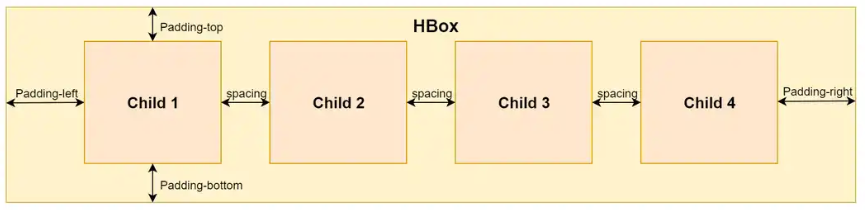 Padding-top
HBox
Padding-left
Child 1
spacing
Child 2
spacing
Child 3
spacing
Child 4
Padding-right
Padding-bottom